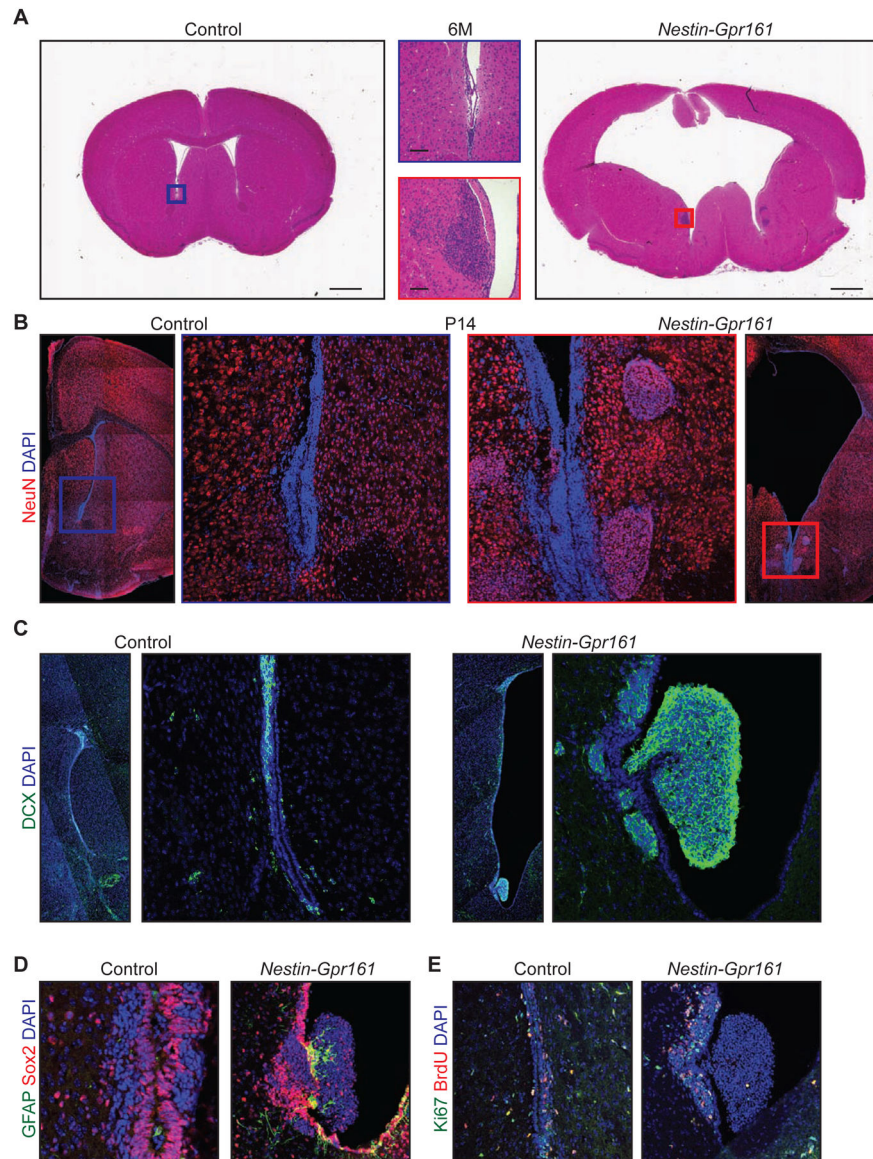 A
Control
6M
Nestin-Gpr161
B
Control
P14
Nestin-Gpr161
NeuN DAPI
C
Control
Nestin-Gpr161
DCX DAPI
D
Control
Nestin-Gpr161
GFAP Sox2 DAPI
E
Control
Nestin-Gpr161
Ki67 BrdU DAPI